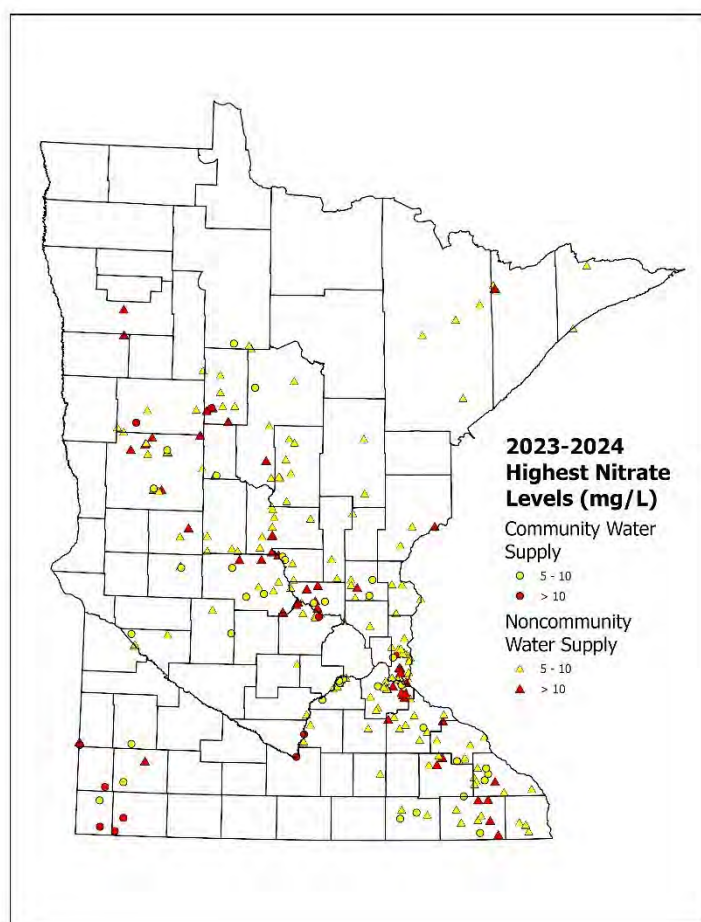 2023-2024
Highest Nitrate
Levels (mg/L)
Community Water
Supply
5 - 10
> 10
Noncommunity
Water Supply
5 - 10
> 10